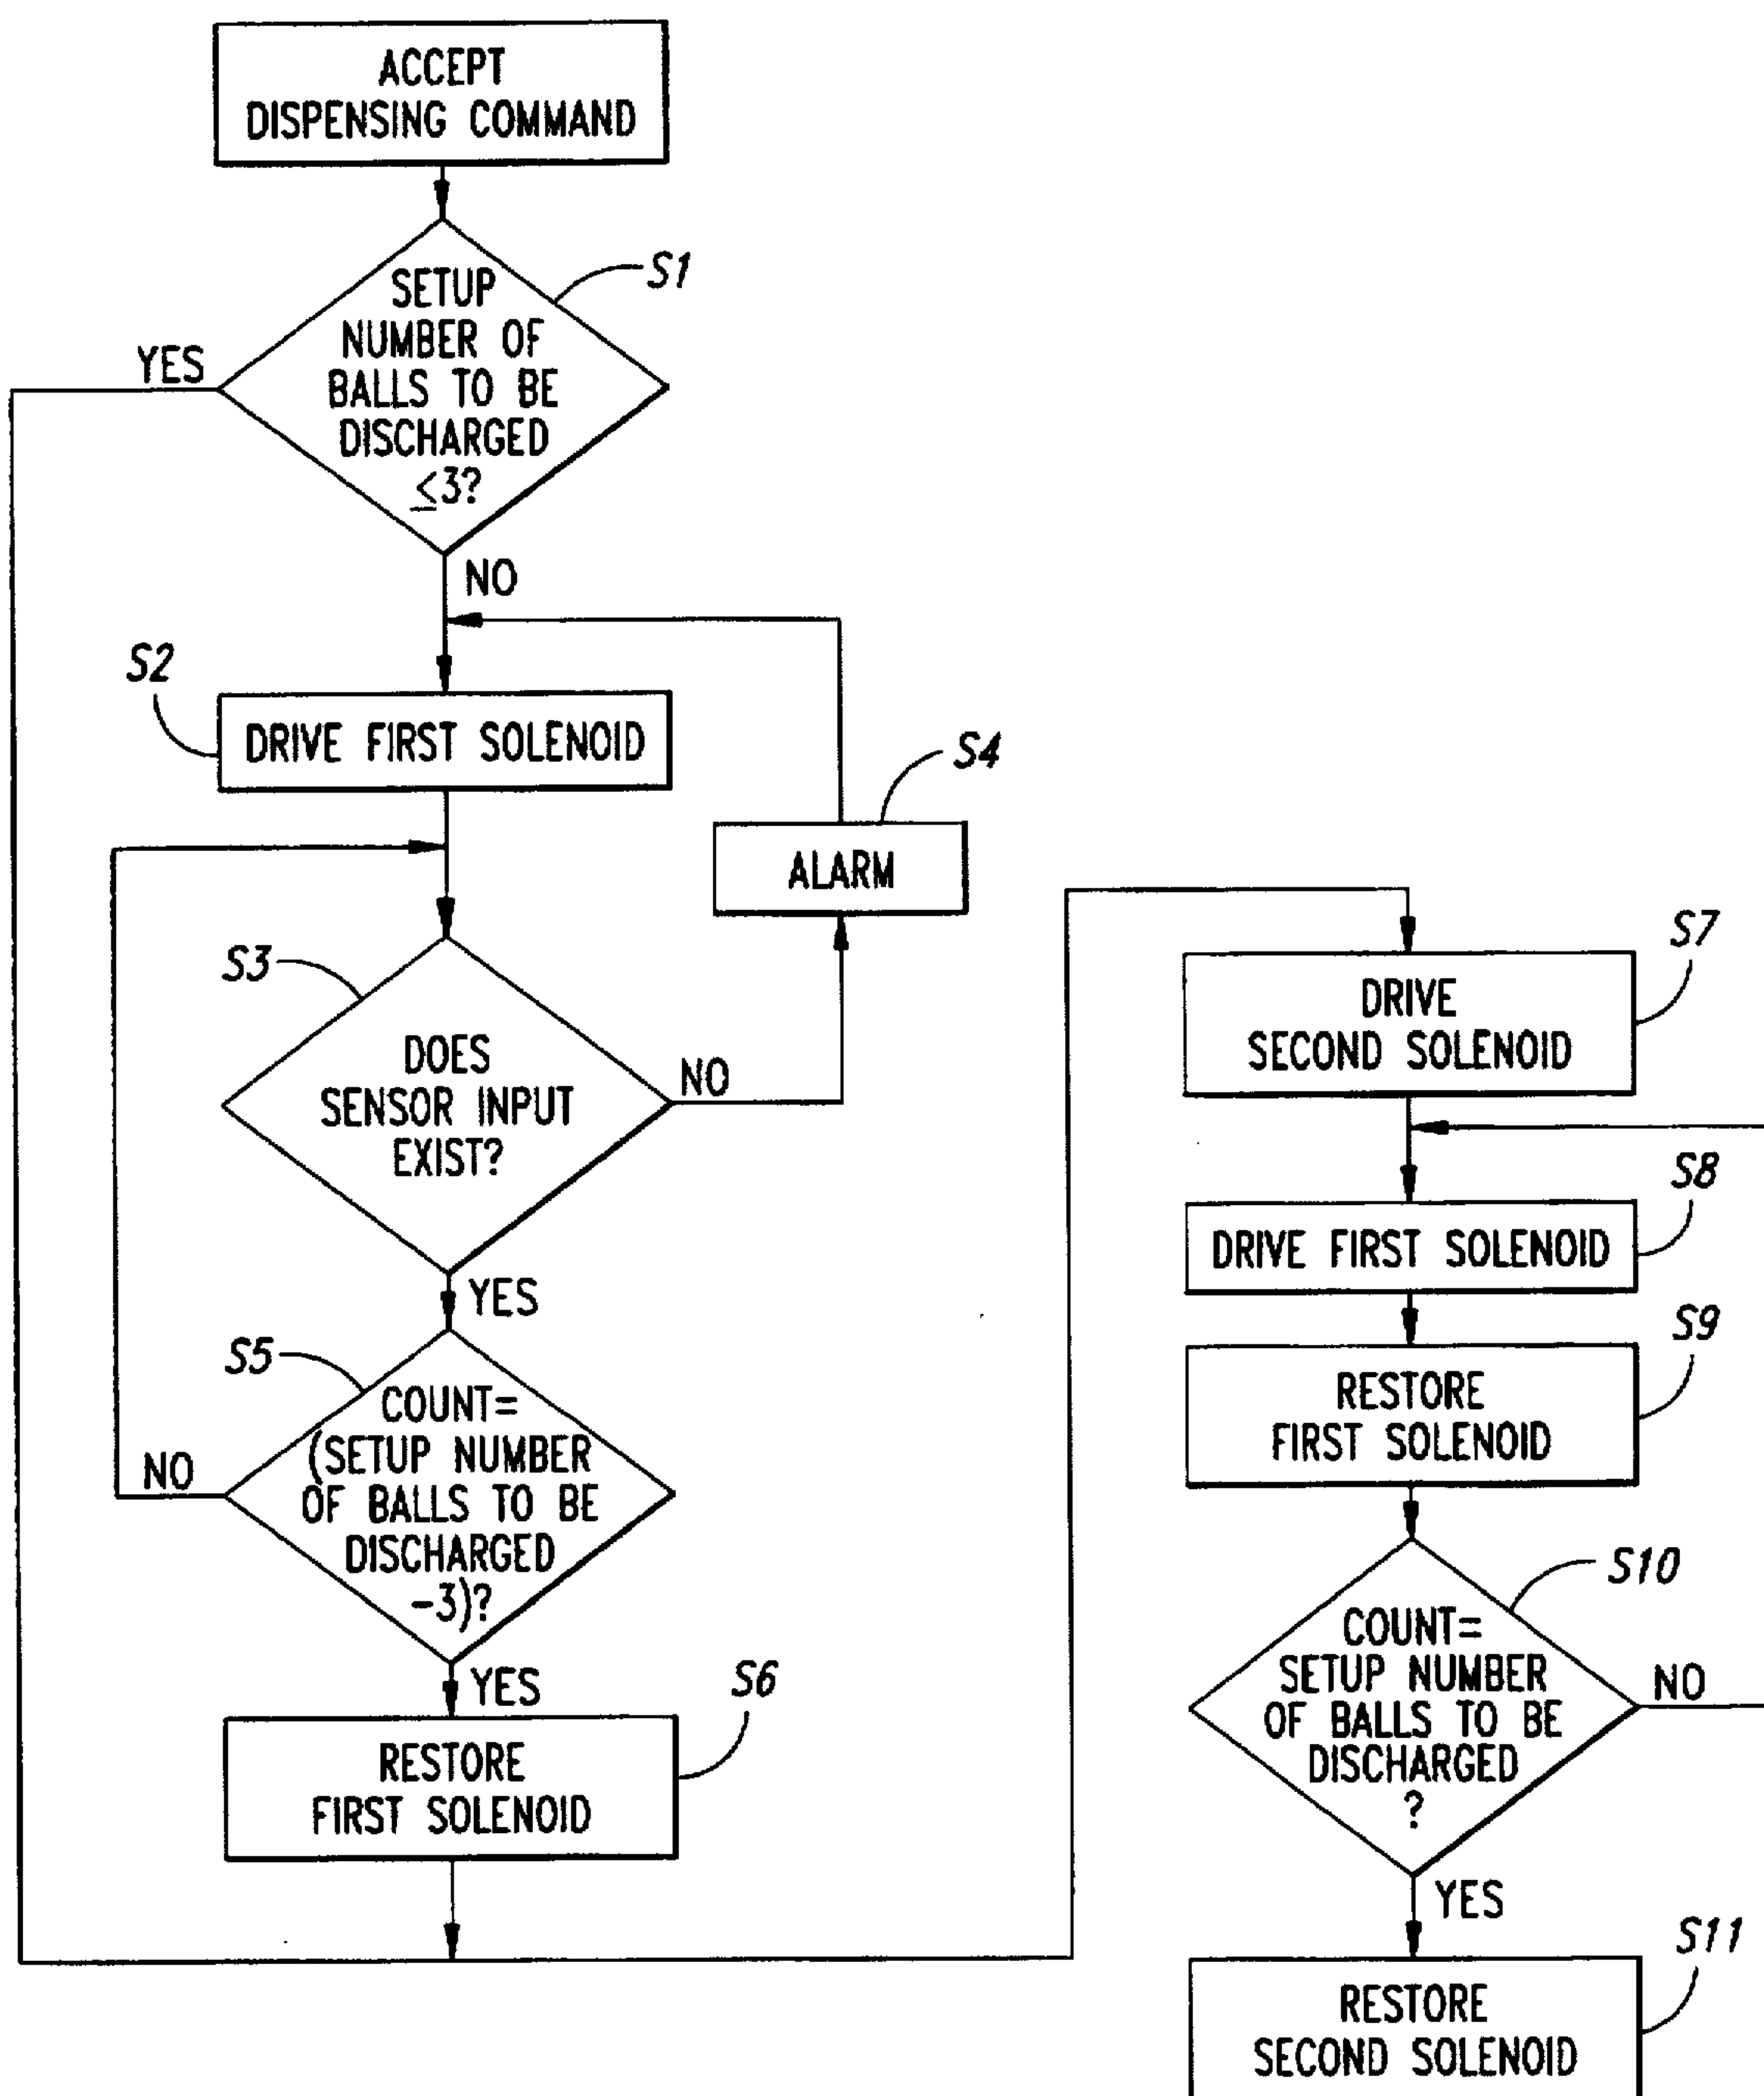 ACCEPT
DISPENSING COMMAND
S1
SETUP
NUMBER OF
BALLS TO BE
DISCHARGED
≤3?
YES
NO
S2
DRIVE FIRST SOLENOID
S4
ALARM
S3
DOES
SENSOR INPUT
EXIST?
NO
YES
S5
COUNT=
(SETUP NUMBER
OF BALLS TO BE
DISCHARGED
-3)?
NO
YES
S6
RESTORE
FIRST SOLENOID
S7
DRIVE
SECOND SOLENOID
S8
DRIVE FIRST SOLENOID
S9
RESTORE
FIRST SOLENOID
S10
COUNT=
SETUP NUMBER
OF BALLS TO BE
DISCHARGED
?
NO
YES
S11
RESTORE
SECOND SOLENOID